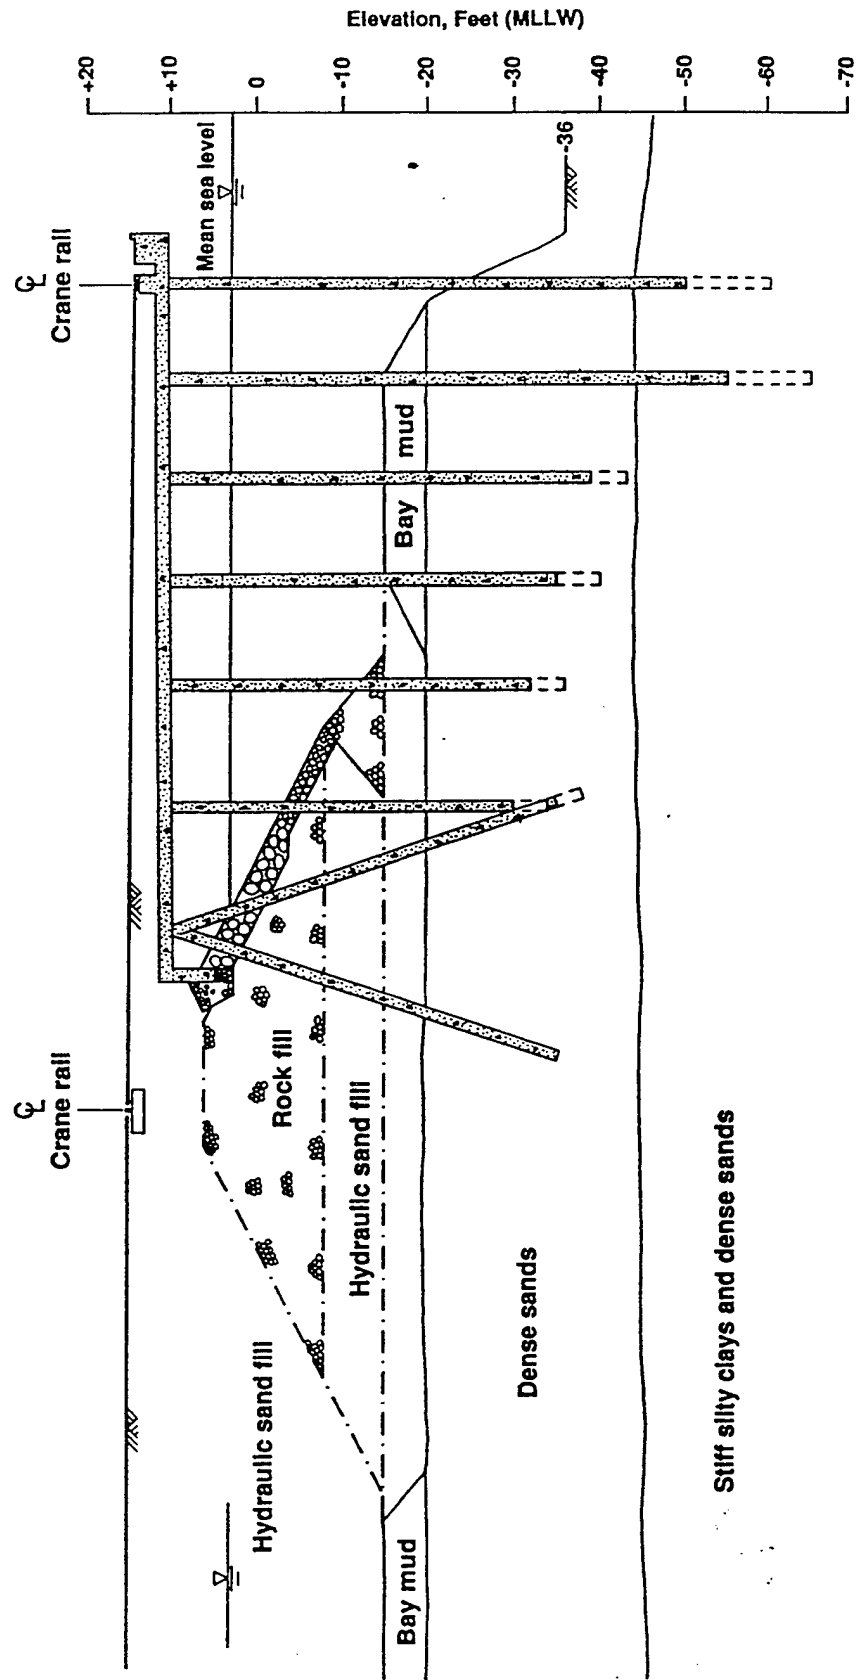 Elevation, Feet (MLLW)
+20
+10
0
-10
-20
-30
-40
-50
-60
-70
Mean sea level
-36
℄
Crane rail
mud
Bay
℄
Crane rail
Rock fill
Hydraulic sand fill
Hydraulic sand fill
Bay mud
Dense sands
Stiff silty clays and dense sands